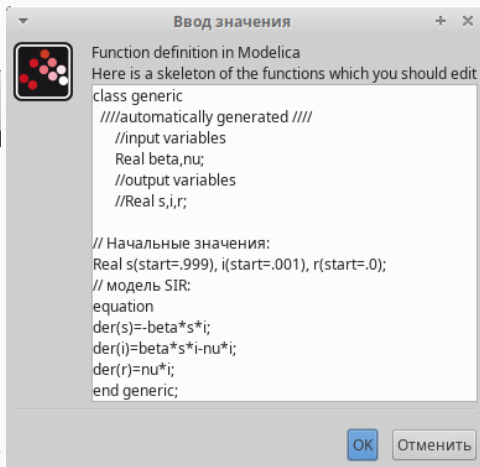 Ввод значения
Function definition in Modelica
Here is a skeleton of the functions which you should edit
class generic
////automatically generated ////
//input variables
Real beta,nu;
//output variables
//Real s,i,r;
// Начальные значения:
Real s(start=.999), i(start=.001), r(start=.0);
// модель SIR:
equation
der(s)=-beta*s*i;
der(i)=beta*s*i-nu*i;
der(r)=nu*i;
end generic;
OK Отменить